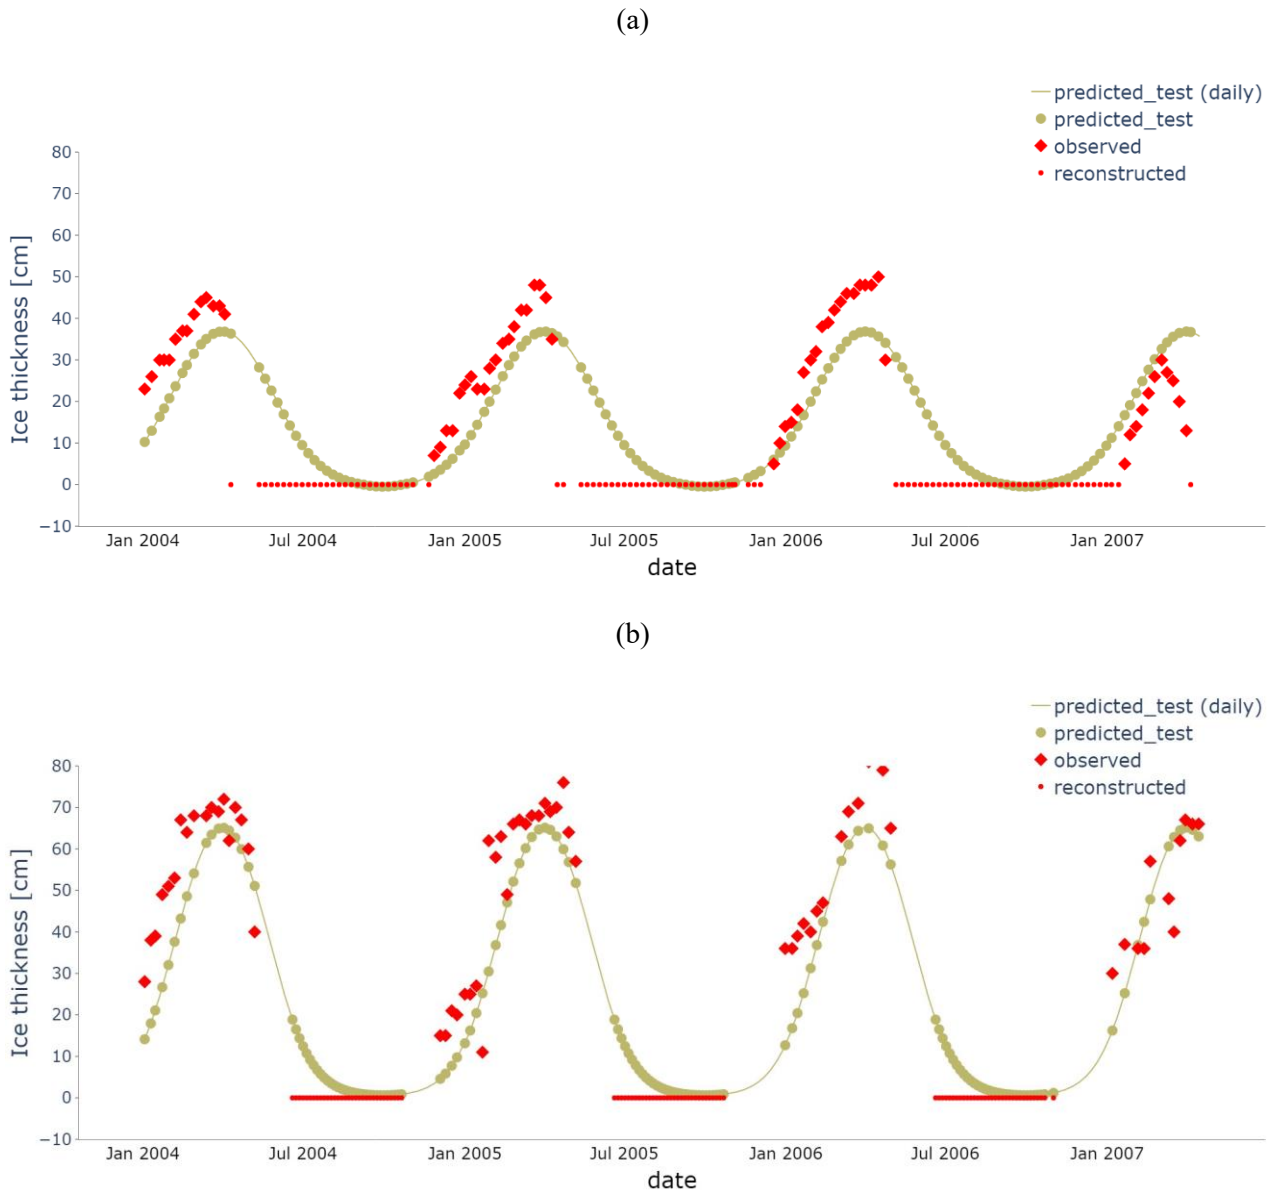 (a)
predicted_test (daily)
predicted_test
observed
reconstructed
80
70
60
50
40
30
20
10
0
−10
Ice thickness [cm]
Jan 2004 Jul 2004 Jan 2005 Jul 2005 Jan 2006 Jul 2006 Jan 2007
date
(b)
predicted_test (daily)
predicted_test
observed
reconstructed
80
70
60
50
40
30
20
10
0
−10
Ice thickness [cm]
Jan 2004 Jul 2004 Jan 2005 Jul 2005 Jan 2006 Jul 2006 Jan 2007
date